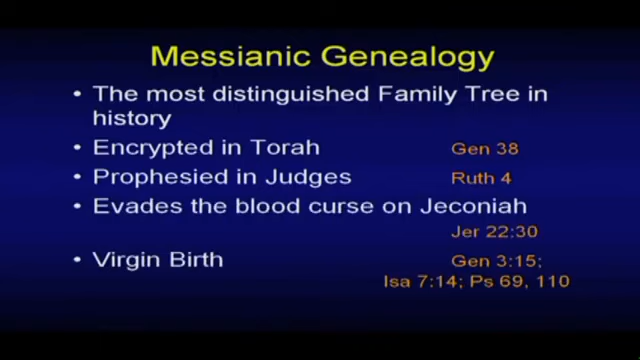 Messianic Genealogy
• The most distinguished Family Tree in
history
• Encrypted in Torah Gen 38
• Prophesied in Judges Ruth 4
• Evades the blood curse on Jeconiah
Jer 22:30
• Virgin Birth Gen 3:15;
Isa 7:14; Ps 69, 110